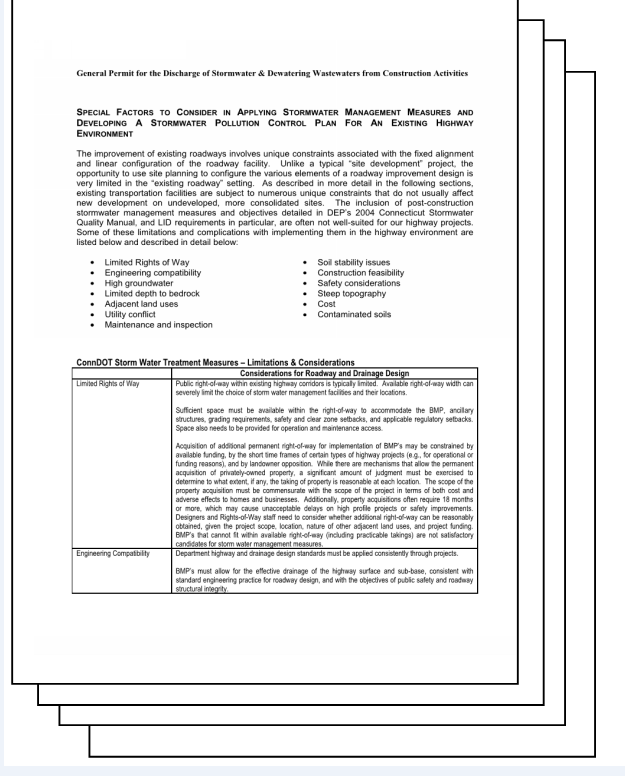 General Permit for the Discharge of Stormwater & Dewatering Wastewaters from Construction Activities
SPECIAL FACTORS TO CONSIDER IN APPLYING STORMWATER MANAGEMENT MEASURES AND
DEVELOPING A STORMWATER POLLUTION CONTROL PLAN FOR AN EXISTING HIGHWAY
ENVIRONMENT
The improvement of existing roadways involves unique constraints associated with the fixed alignment
and linear configuration of the roadway facility. Unlike a typical "site development" project, the
opportunity to use site planning to configure the various elements of a roadway improvement design is
very limited in the "existing roadway" setting. As described in more detail in the following sections,
existing transportation facilities are subject to numerous unique constraints that do not usually affect
new development on undeveloped, more consolidated sites. The inclusion of post-construction
stormwater management measures and objectives detailed in DEP's 2004 Connecticut Stormwater
Quality Manual, and LID requirements in particular, are often not well-suited for our highway projects.
Some of these limitations and complications with implementing them in the highway environment are
listed below and described in detail below:
• Limited Rights of Way
• Engineering compatibility
• High groundwater
• Limited depth to bedrock
• Adjacent land uses
• Utility conflict
• Maintenance and inspection
• Soil stability issues
• Construction feasibility
• Safety considerations
• Steep topography
• Cost
• Contaminated soils
ConnDOT Storm Water Treatment Measures – Limitations & Considerations
Considerations for Roadway and Drainage Design
Limited Rights of Way
Public right-of-way within existing highway corridors is typically limited. Available right-of-way width can
severely limit the choice of storm water management facilities and their locations.
Sufficient space must be available within the right-of-way to accommodate the BMP, ancillary
structures, grading requirements, safety and clear zone setbacks, and applicable regulatory setbacks.
Space also needs to be provided for operation and maintenance access.
Acquisition of additional permanent right-of-way for implementation of BMP's may be constrained by
available funding, by the short time frames of certain types of highway projects (e.g., for operational or
funding reasons), and by landowner opposition. While there are mechanisms that allow the permanent
acquisition of privately-owned property, a significant amount of judgment must be exercised to
determine to what extent, if any, the taking of property is reasonable at each location. The scope of the
property acquisition must be commensurate with the scope of the project in terms of both cost and
adverse effects to homes and businesses. Additionally, property acquisitions often require 18 months
or more, which may cause unacceptable delays on high profile projects or safety improvements.
Designers and Rights-of-Way staff need to consider whether additional right-of-way can be reasonably
obtained, given the project scope, location, nature of other adjacent land uses, and project funding.
BMP's that cannot fit within available right-of-way (including practicable takings) are not satisfactory
candidates for storm water management measures.
Engineering Compatibility
Department highway and drainage design standards must be applied consistently through projects.
BMP's must allow for the effective drainage of the highway surface and sub-base, consistent with
standard engineering practice for roadway design, and with the objectives of public safety and roadway
structural integrity.